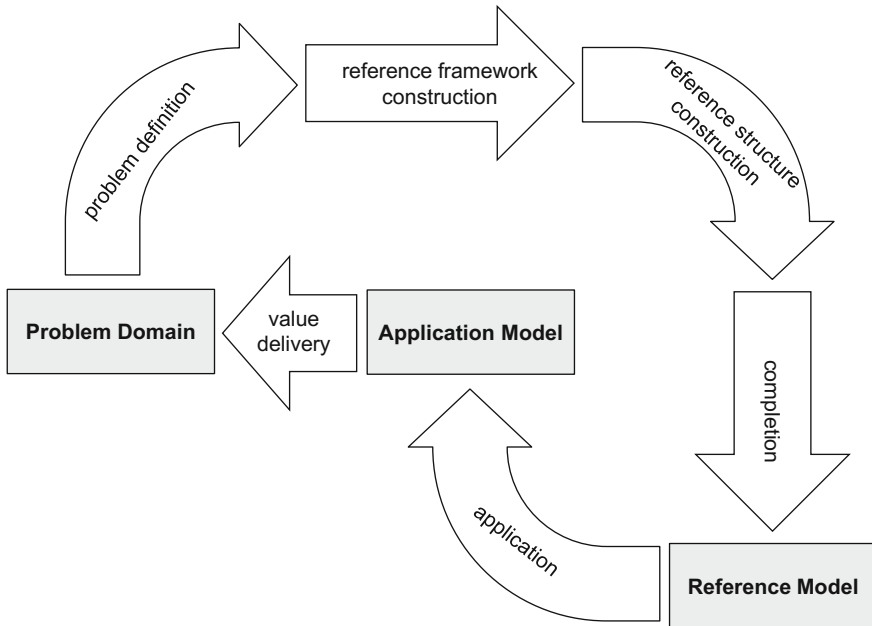 problem definition
reference framework
construction
reference structure
construction
Problem Domain
value
delivery
Application Model
completion
application
Reference Model